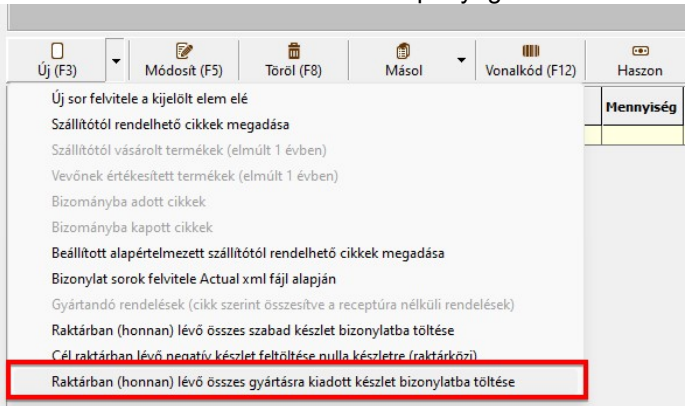 Új (F3) Módosít (F5) Töröl (F8) Másol Vonalkód (F12) Haszon
Új sor felvitele a kijelölt elem elé
Mennyiség
Szállítótól rendelhető cikkek megadása
Szállítótól vásárolt termékek (elmúlt 1 évben)
Vevőnek értékesített termékek (elmúlt 1 évben)
Bizományba adott cikkek
Bizományba kapott cikkek
Beállított alapértelmezett szállítótól rendelhető cikkek megadása
Bizonylat sorok felvitele Actual xml fájl alapján
Gyártandó rendelések (cikk szerint összesítve a receptúra nélküli rendelések)
Raktárban (honnan) lévő összes szabad készlet bizonylatba töltése
Cél raktárban lévő negatív készlet feltöltése nulla készletre (raktárközi)
Raktárban (honnan) lévő összes gyártásra kiadott készlet bizonylatba töltése